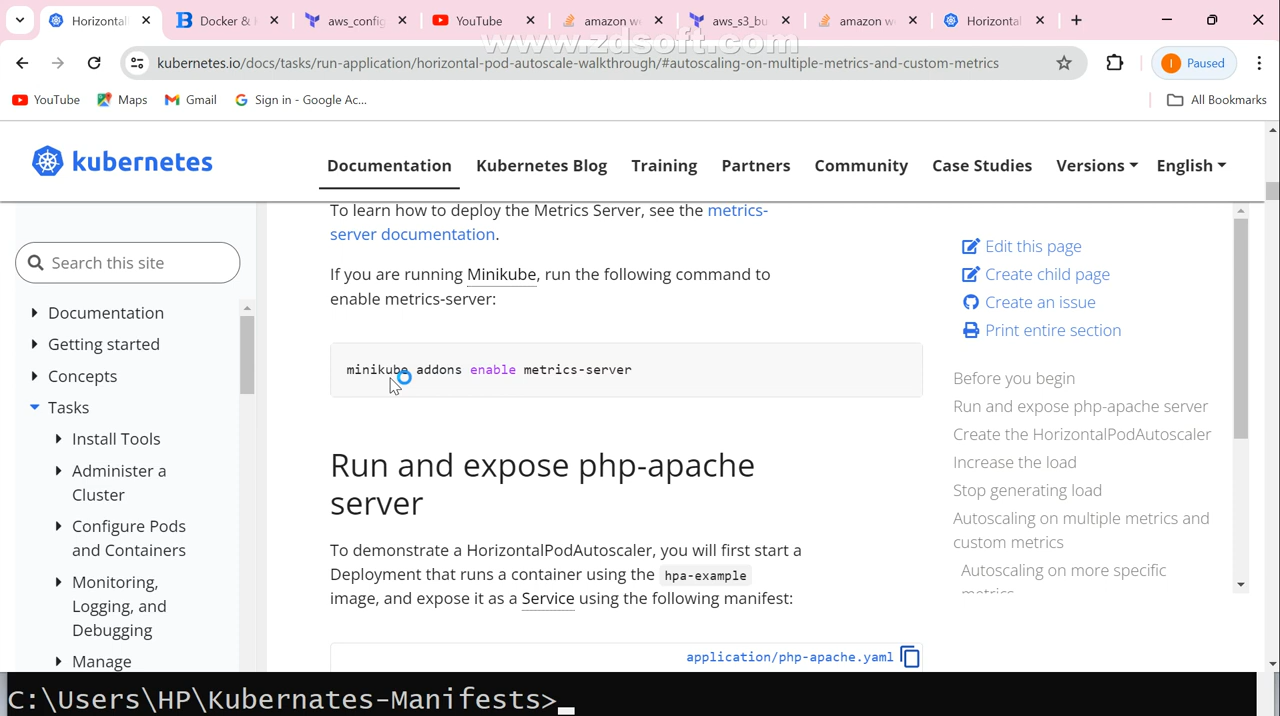 Horizontal
Docker & K
aws_config
YouTube
amazon we
aws_s3_bu
amazon we
Horizontal
www.zdsoft.com
kubernetes.io/docs/tasks/run-application/horizontal-pod-autoscale-walkthrough/#autoscaling-on-multiple-metrics-and-custom-metrics
I
Paused
YouTube
Maps
Gmail
Sign in - Google Ac...
All Bookmarks
kubernetes
Documentation
Kubernetes Blog
Training
Partners
Community
Case Studies
Versions
English
Search this site
Documentation
Getting started
Concepts
Tasks
Install Tools
Administer a
Cluster
Configure Pods
and Containers
Monitoring,
Logging, and
Debugging
Manage
To learn how to deploy the Metrics Server, see the metrics-
server documentation.
If you are running Minikube, run the following command to
enable metrics-server:
minikube addons enable metrics-server
Run and expose php-apache
server
To demonstrate a HorizontalPodAutoscaler, you will first start a
Deployment that runs a container using the hpa-example
image, and expose it as a Service using the following manifest:
application/php-apache.yaml
Edit this page
Create child page
Create an issue
Print entire section
Before you begin
Run and expose php-apache server
Create the HorizontalPodAutoscaler
Increase the load
Stop generating load
Autoscaling on multiple metrics and
custom metrics
Autoscaling on more specific
metrics
C:\Users\HP\Kubernates-Manifests>